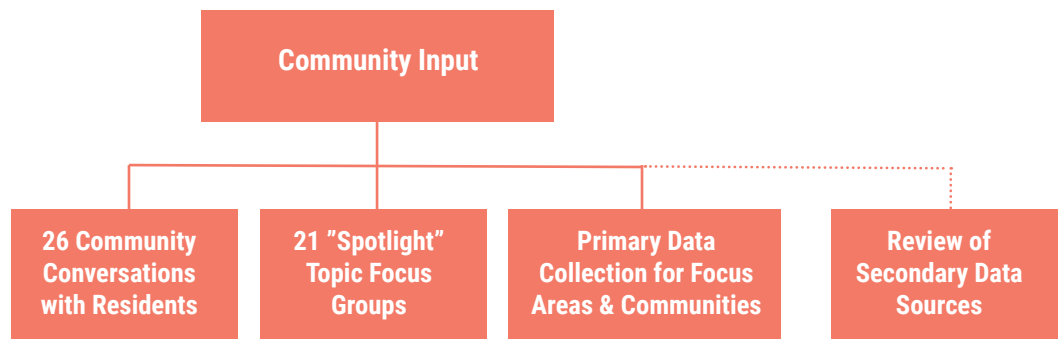 Community Input
26 Community
Conversations
with Residents
21 ”Spotlight”
Topic Focus
Groups
Primary Data
Collection for Focus
Areas & Communities
Review of
Secondary Data
Sources